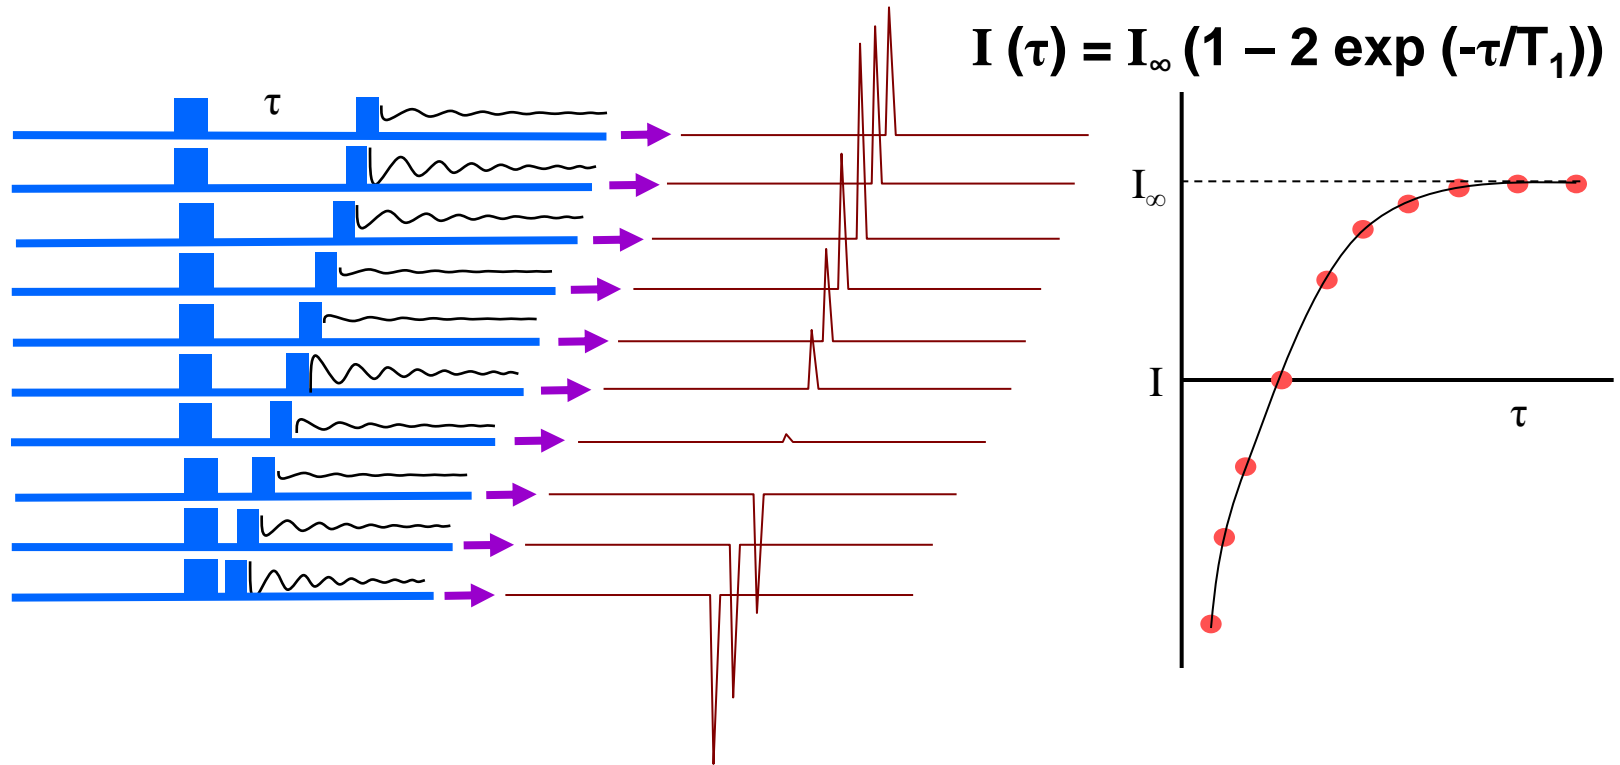 I (τ) = I∞ (1 – 2 exp (-τ/T₁))
τ
I∞
I
τ